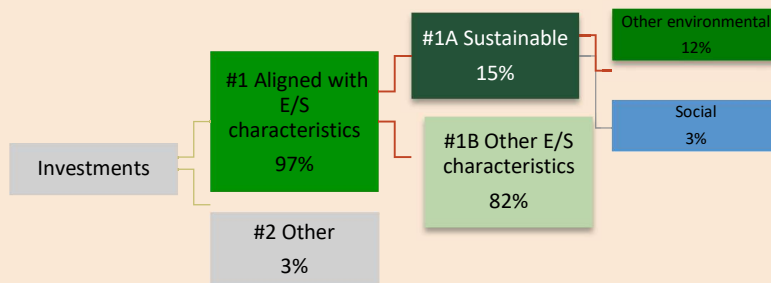 Investments
#1 Aligned with
E/S
characteristics
97%
#2 Other
3%
#1A Sustainable
15%
#1B Other E/S
characteristics
82%
Other environmental
12%
Social
3%